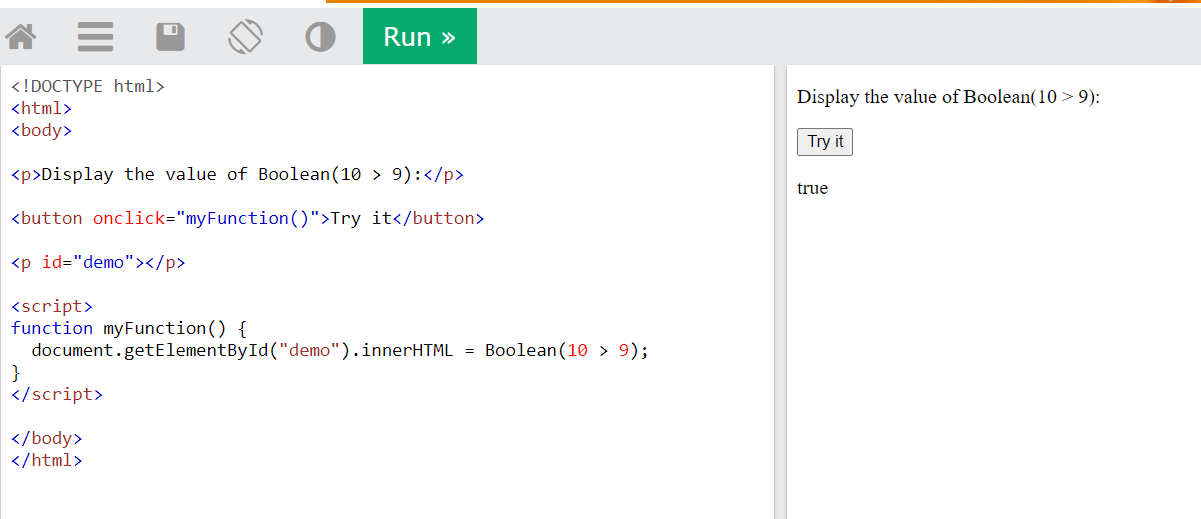 Run »
<!DOCTYPE html>
<html>
<body>
<p>Display the value of Boolean(10 > 9):</p>
<button onclick="myFunction()">Try it</button>
<p id="demo"></p>
<script>
function myFunction() {
  document.getElementById("demo").innerHTML = Boolean(10 > 9);
}
</script>
</body>
</html>
Display the value of Boolean(10 > 9):
Try it
true